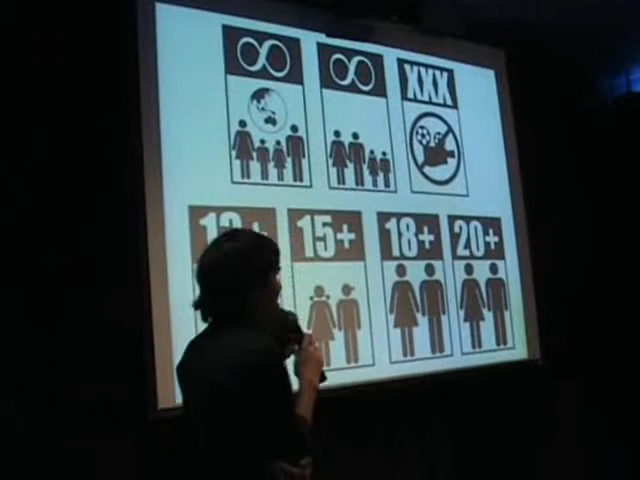 ∞ ∞ XXX
15+ 18+ 20+